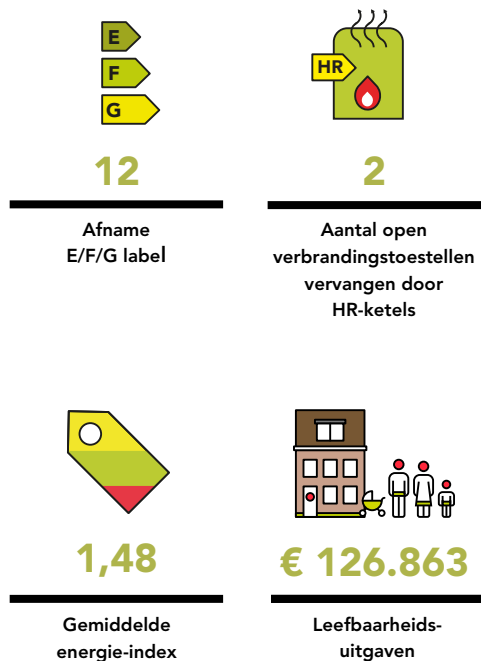 E
F
G
12
Afname
E/F/G label
HR
2
Aantal open
verbrandingstoestellen
vervangen door
HR-ketels
1,48
Gemiddelde
energie-index
€ 126.863
Leefbaarheids-
uitgaven